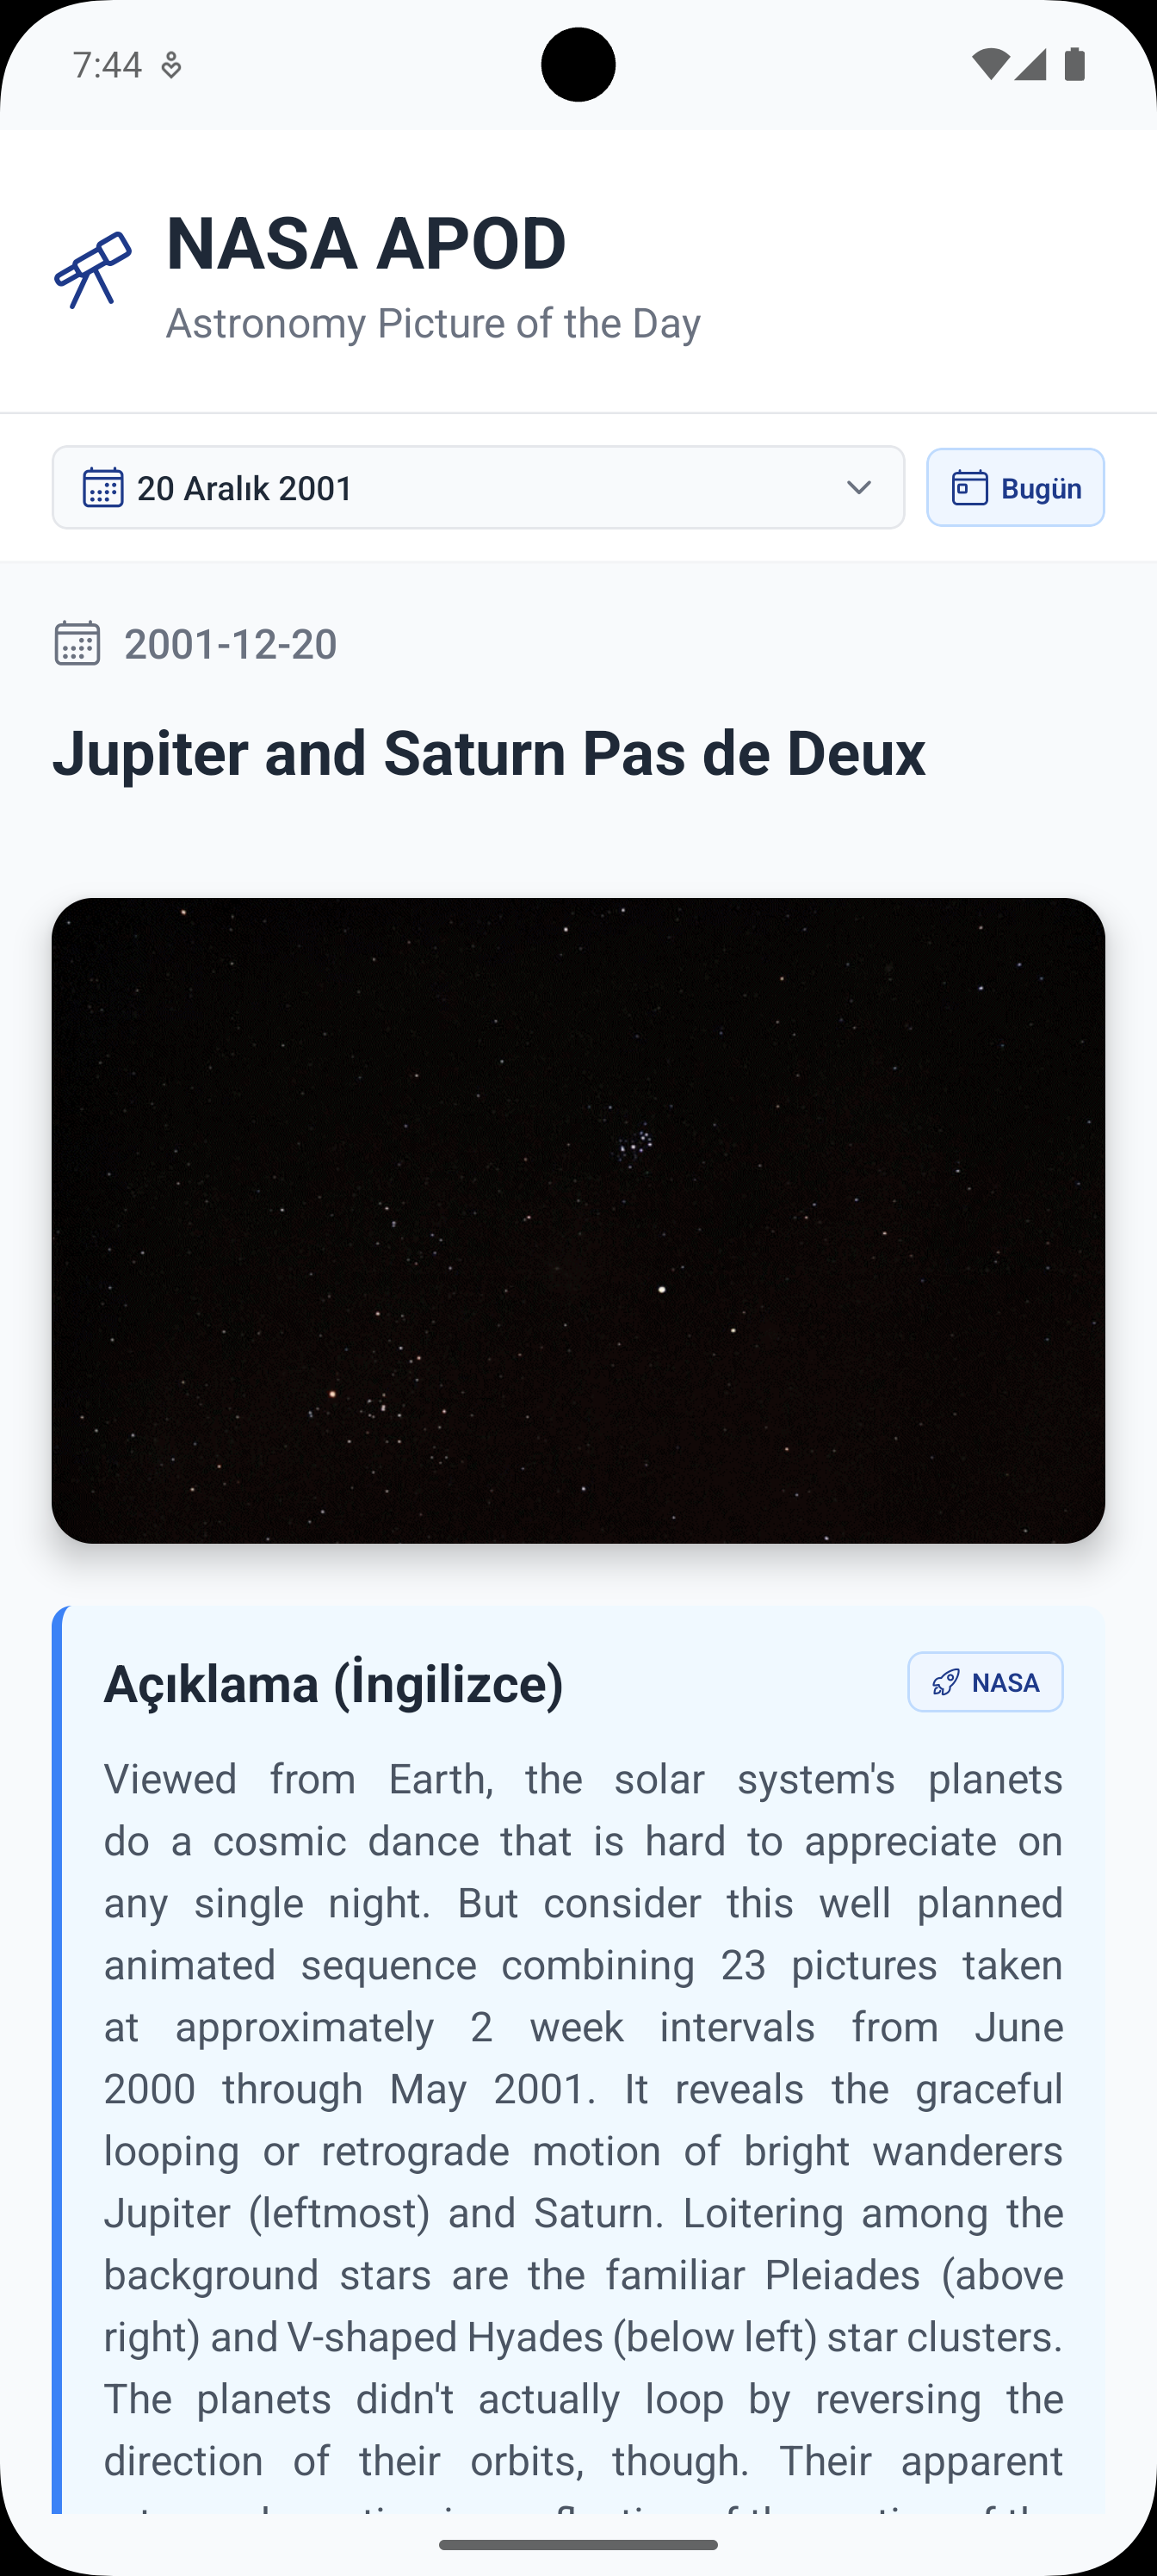 7:44
NASA APOD
Astronomy Picture of the Day
20 Aralık 2001
Bugün
2001-12-20
Jupiter and Saturn Pas de Deux
Açıklama (İngilizce)
NASA
Viewed from Earth, the solar system's planets
do a cosmic dance that is hard to appreciate on
any single night. But consider this well planned
animated sequence combining 23 pictures taken
at approximately 2 week intervals from June
2000 through May 2001. It reveals the graceful
looping or retrograde motion of bright wanderers
Jupiter (leftmost) and Saturn. Loitering among the
background stars are the familiar Pleiades (above
right) and V-shaped Hyades (below left) star clusters.
The planets didn't actually loop by reversing the
direction of their orbits, though. Their apparent